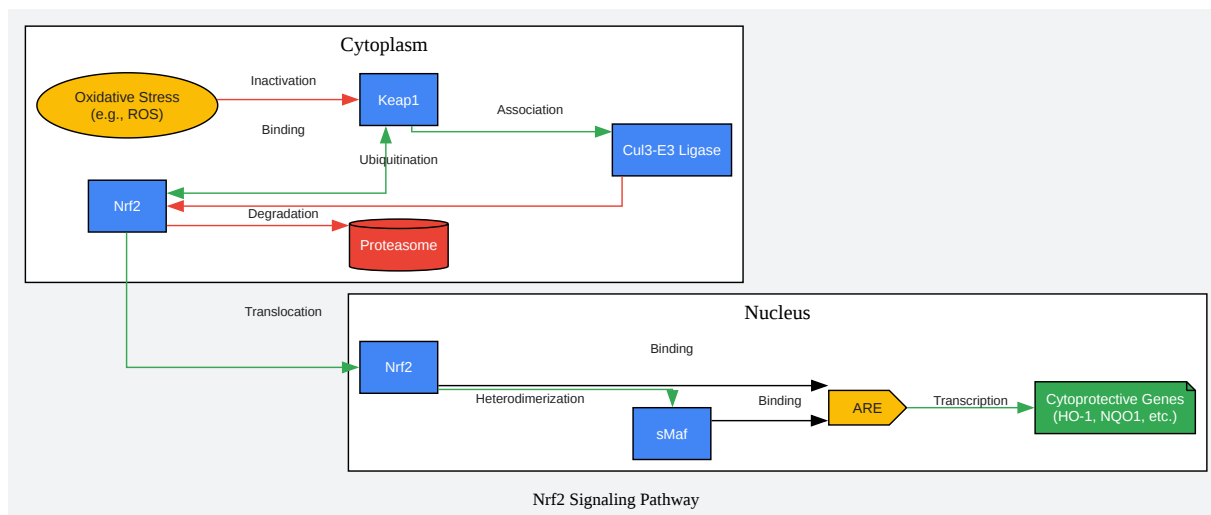 Cytoplasm
Inactivation
Oxidative Stress
(e.g., ROS)
Keap1
Association
Binding
Cul3-E3 Ligase
Ubiquitination
Nrf2
Degradation
Proteasome
Translocation
Nucleus
Binding
Nrf2
Heterodimerization
Binding
ARE
Transcription
Cytoprotective Genes
(HO-1, NQO1, etc.)
sMaf
Nrf2 Signaling Pathway